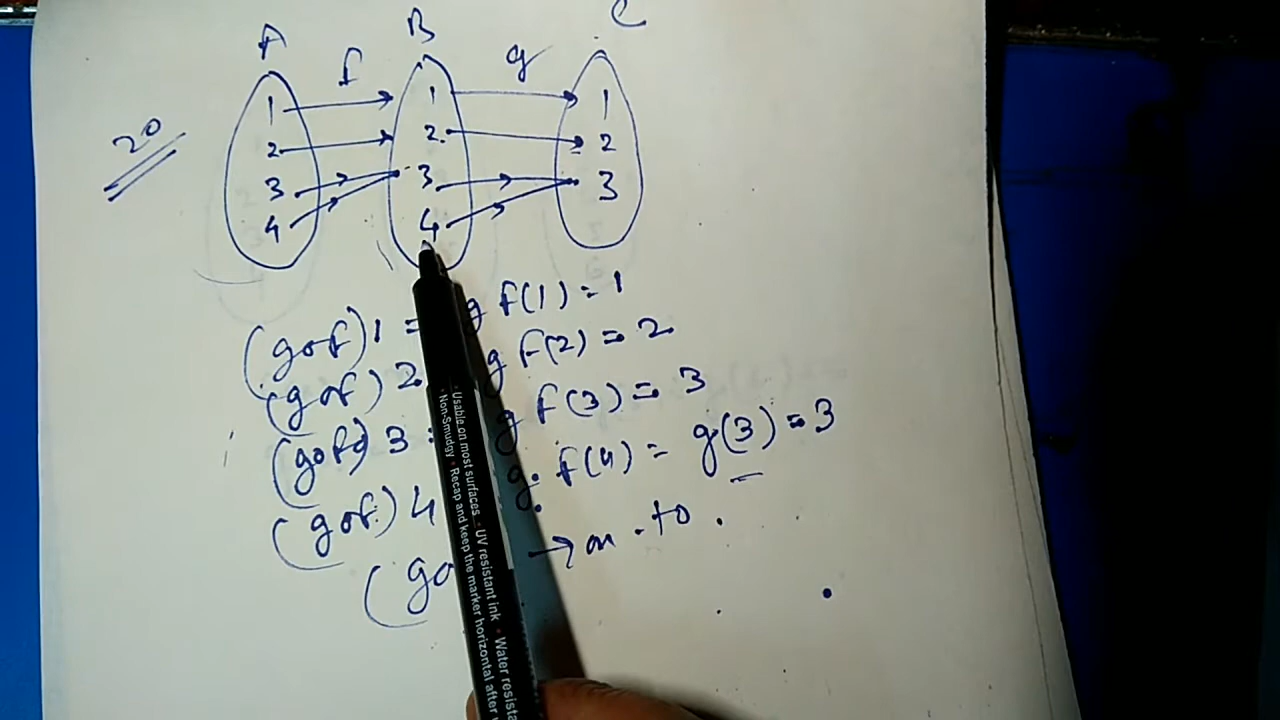 A B C
f g
20
1 1 1
2 2. 2
3 3 3
4 4
(gof) 1 = g f(1) = 1
(gof) 2 g f(2) = 2
(gof) 3 = g f(3) = 3
(gof) 4 g. f(4) = g(3) = 3
(go → on.to.
Usable on most surfaces • UV resistant ink • Water resista
• Non-Smudgy • Recap and keep the marker horizontal after